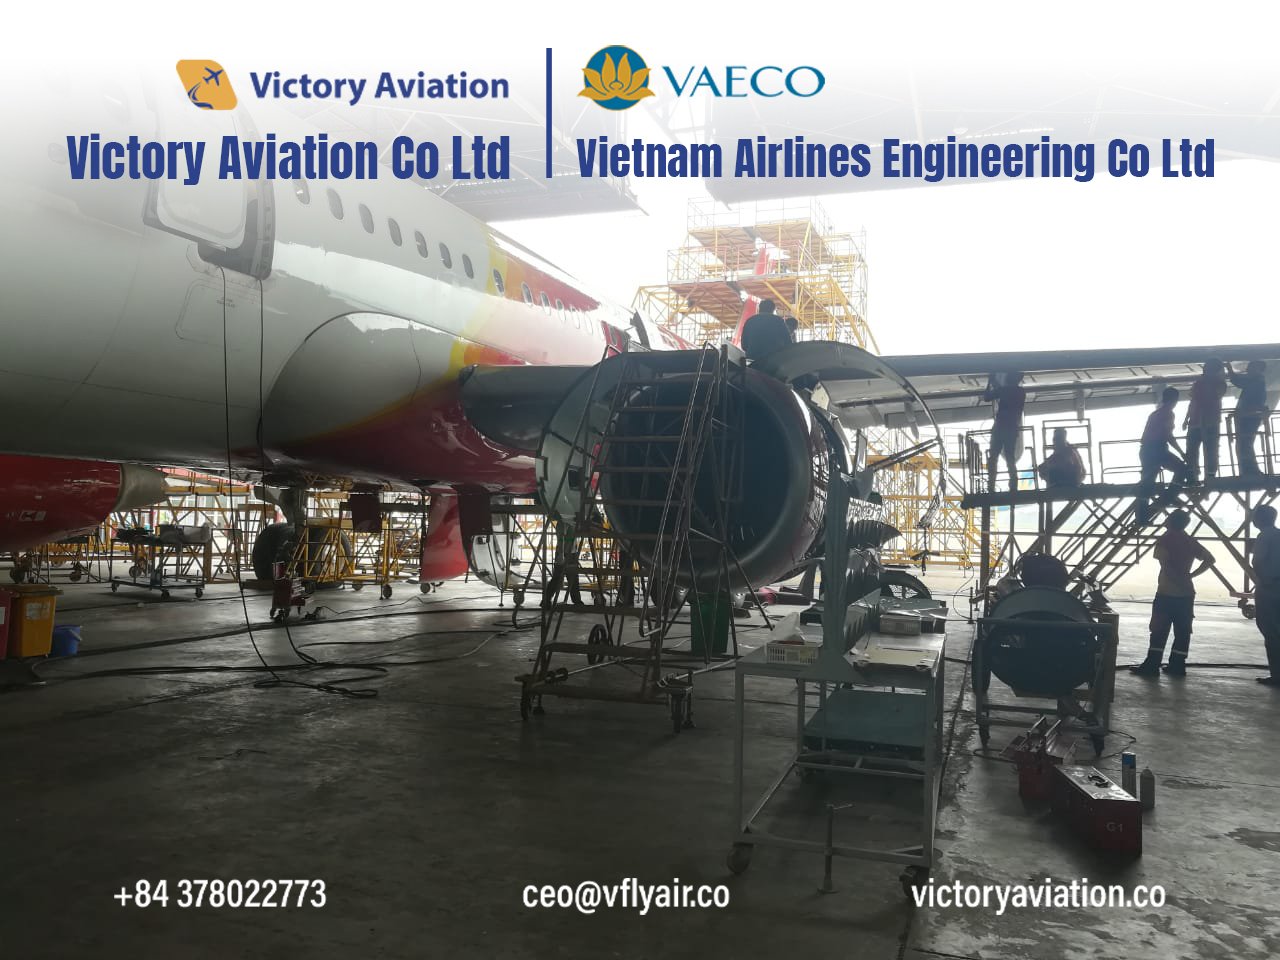 Victory Aviation
VAECO
Victory Aviation Co Ltd
Vietnam Airlines Engineering Co Ltd
G1
+84 378022773
ceo@vflyair.co
victoryaviation.co